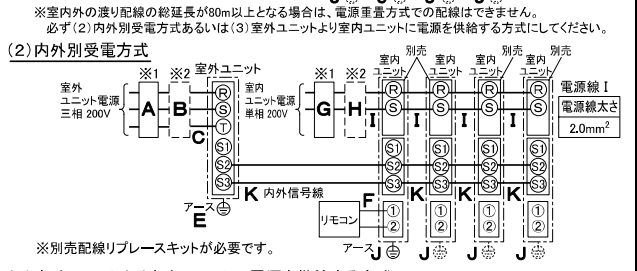 ※室内外の渡り配線の総延長が80m以上となる場合は、電源重畳方式での配線はできません。
必ず(2)内外別受電方式あるいは(3)室外ユニットより室内ユニットに電源を供給する方式にしてください。
(2)内外別受電方式
※1 ※2 室外ユニット ※1 ※2 室内ユニット 別売 室内ユニット 別売 室内ユニット 別売 室内ユニット 別売
室外
ユニット電源
三相 200V
A B C
R
S
T
S1
S2
S3
室内
ユニット電源
単相 200V
G H I I I I
R R R R
S S S S
電源線 I
電源線太さ
2.0mm²
S1 S1 S1 S1
S2 S2 S2 S2
S3 S3 S3 S3
K 内外信号線 K K K
アース
E
リモコン
F
① ① ① ①
② ② ② ②
アース J J J J
※別売配線リプレースキットが必要です。